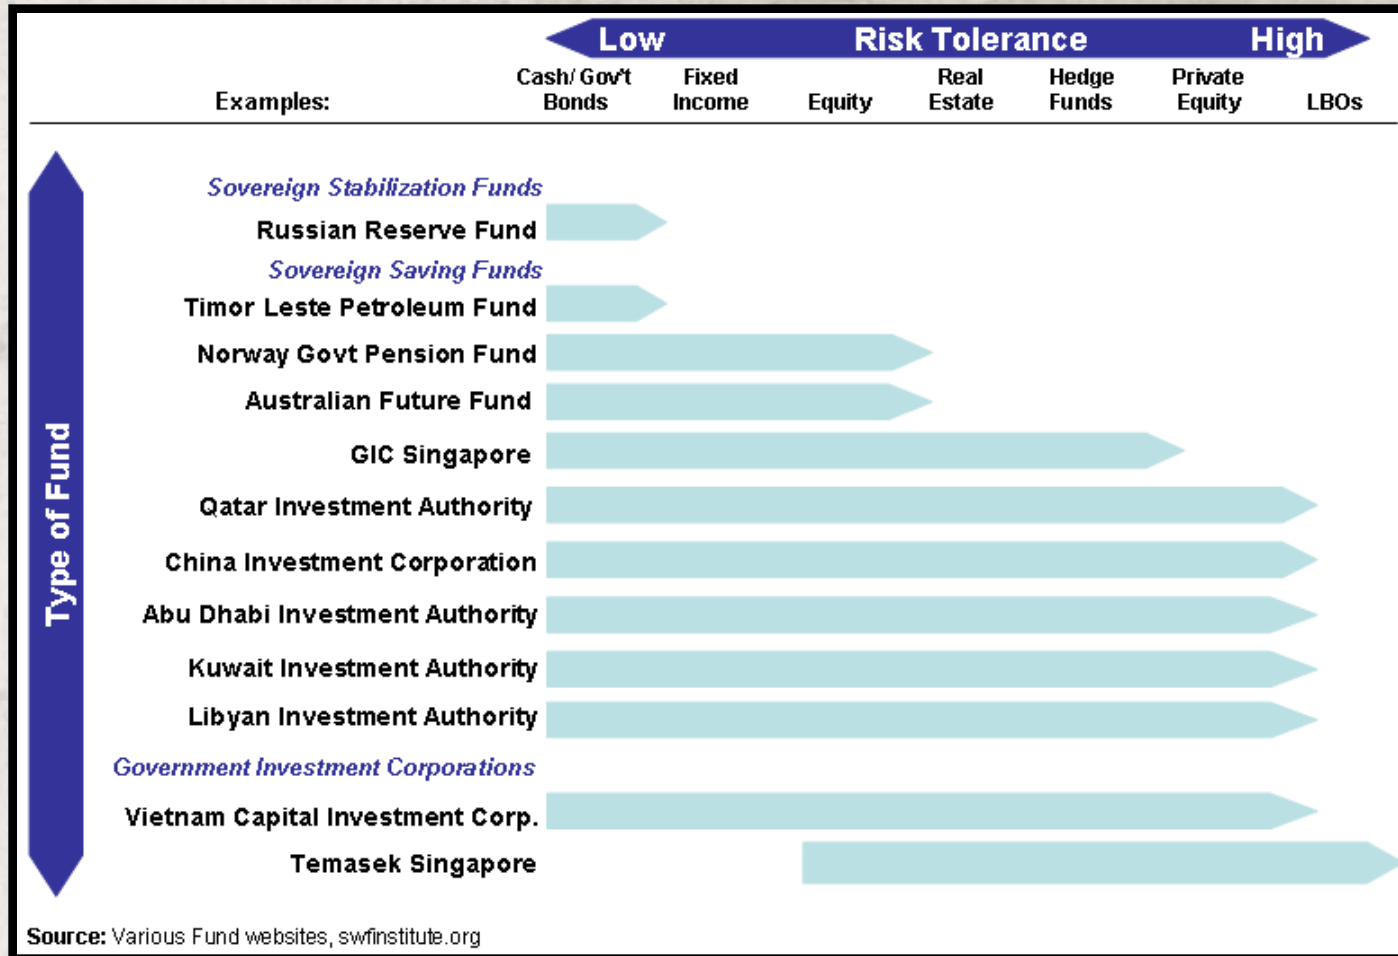 Low Risk Tolerance High
Cash/ Gov't Bonds
Fixed Income
Equity
Real Estate
Hedge Funds
Private Equity
LBOs
Examples:
Type of Fund
Sovereign Stabilization Funds
Russian Reserve Fund
Sovereign Saving Funds
Timor Leste Petroleum Fund
Norway Govt Pension Fund
Australian Future Fund
GIC Singapore
Qatar Investment Authority
China Investment Corporation
Abu Dhabi Investment Authority
Kuwait Investment Authority
Libyan Investment Authority
Government Investment Corporations
Vietnam Capital Investment Corp.
Temasek Singapore
Source: Various Fund websites, swfinstitute.org